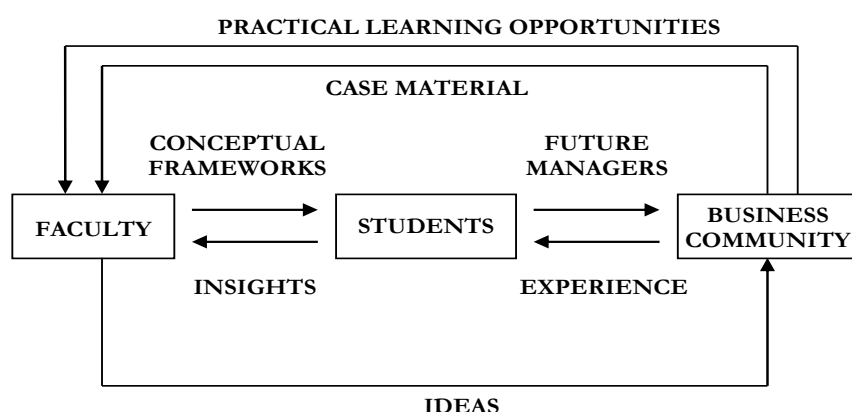 PRACTICAL LEARNING OPPORTUNITIES
CASE MATERIAL
CONCEPTUAL
FRAMEWORKS
FUTURE
MANAGERS
FACULTY
STUDENTS
BUSINESS
COMMUNITY
INSIGHTS
EXPERIENCE
IDEAS